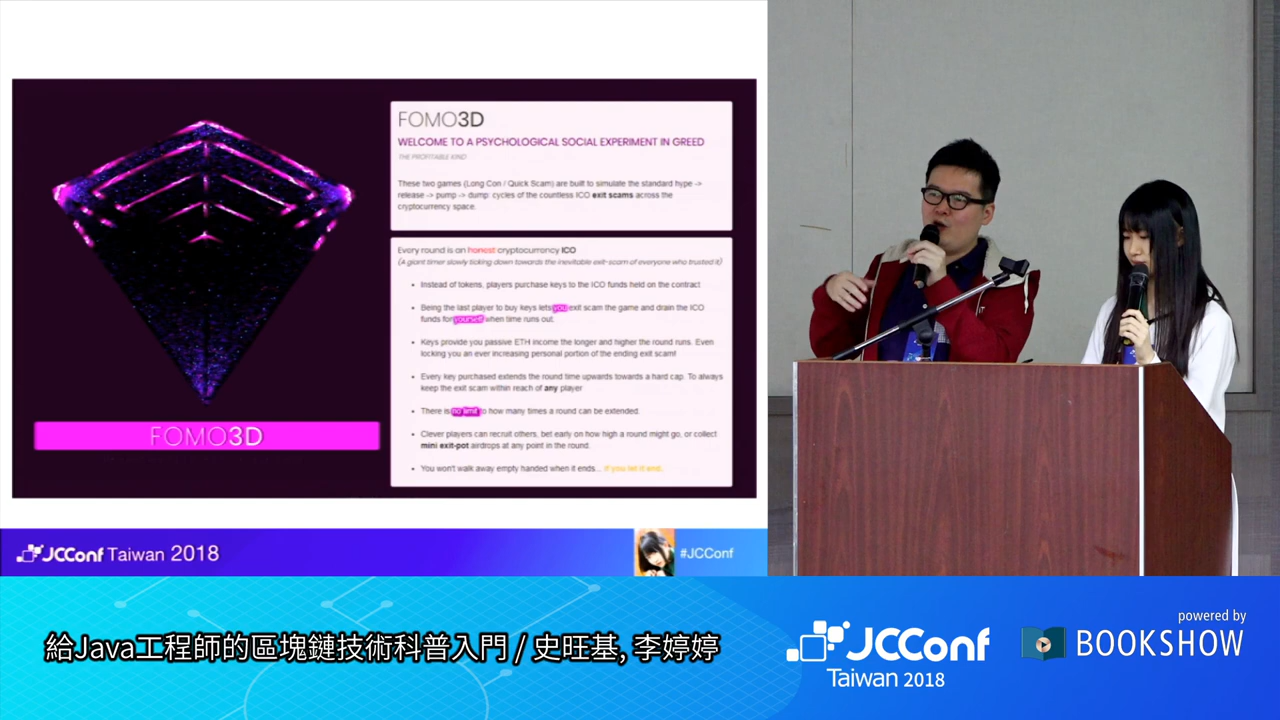 FOMO3D
WELCOME TO A PSYCHOLOGICAL SOCIAL EXPERIMENT IN GREED
THE PROFITABLE KIND
These two games (Long Con / Quick Scam) are built to simulate the standard hype ->
release -> pump -> dump: cycles of the countless ICO exit scams across the
cryptocurrency space.
Every round is an honest cryptocurrency ICO
(A giant timer slowly ticking down towards the inevitable exit-scam of everyone who trusted it)
Instead of tokens, players purchase keys to the ICO funds held on the contract
Being the last player to buy keys lets you exit scam the game and drain the ICO
funds for yourself when time runs out.
Keys provide you passive ETH income the longer and higher the round runs. Even
locking you an ever increasing personal portion of the ending exit scam!
Every key purchased extends the round time upwards towards a hard cap. To always
keep the exit scam within reach of any player
There is no limit to how many times a round can be extended.
Clever players can recruit others, bet early on how high a round might go, or collect
mini exit-pot airdrops at any point in the round.
You won't walk away empty handed when it ends... if you let it end.
FOMO3D
JCConf Taiwan 2018
#JCConf
給Java工程師的區塊鏈技術科普入門 / 史旺基, 李婷婷
JCConf
Taiwan 2018
powered by
BOOKSHOW